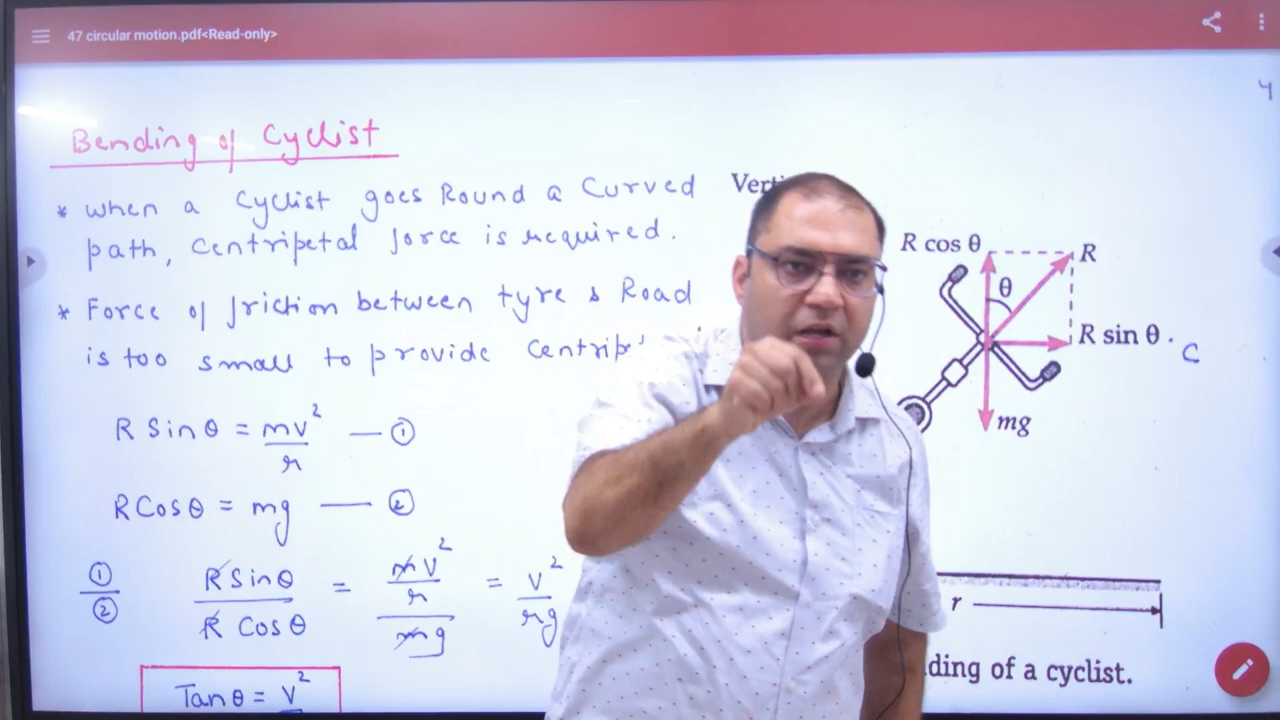 47 circular motion.pdf<Read-only>
4
Bending of Cyclist
* when a Cyclist goes Round a Curved
path, Centripetal force is required.
* Force of friction between tyre & Road
is too small to provide
R Sin θ = mv² / r — ①
R Cos θ = mg — ②
① / ② R Sin θ / R Cos θ = mv² / r / mg = v² / rg
Tan θ = v²
R cos θ
θ
R
R sin θ · C
mg
r
of a cyclist.